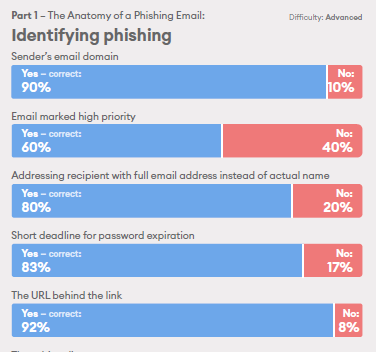 Part 1 – The Anatomy of a Phishing Email:
Difficulty: Advanced
Identifying phishing
Sender's email domain
Yes – correct:
90%
No:
10%
Email marked high priority
Yes – correct:
60%
No:
40%
Addressing recipient with full email address instead of actual name
Yes – correct:
80%
No:
20%
Short deadline for password expiration
Yes – correct:
83%
No:
17%
The URL behind the link
Yes – correct:
92%
No:
8%